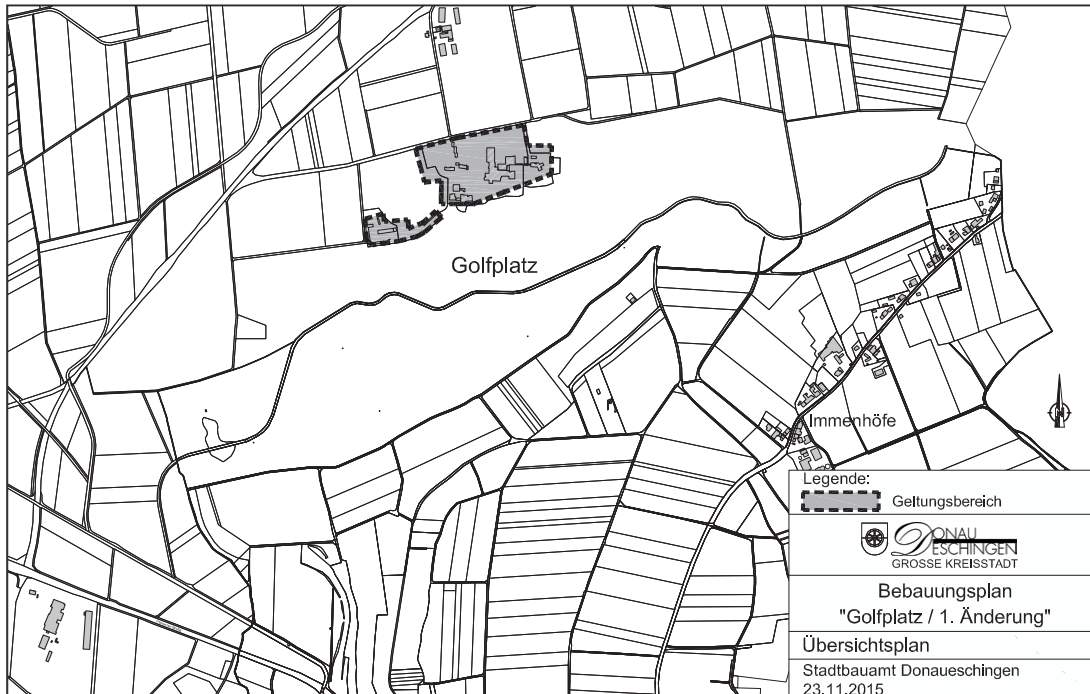 Golfplatz
Immenhöfe
N
Legende:
Geltungsbereich
DONAU
ESCHINGEN
GROSSE KREISSTADT
Bebauungsplan
"Golfplatz / 1. Änderung"
Übersichtsplan
Stadtbauamt Donaueschingen
23.11.2015